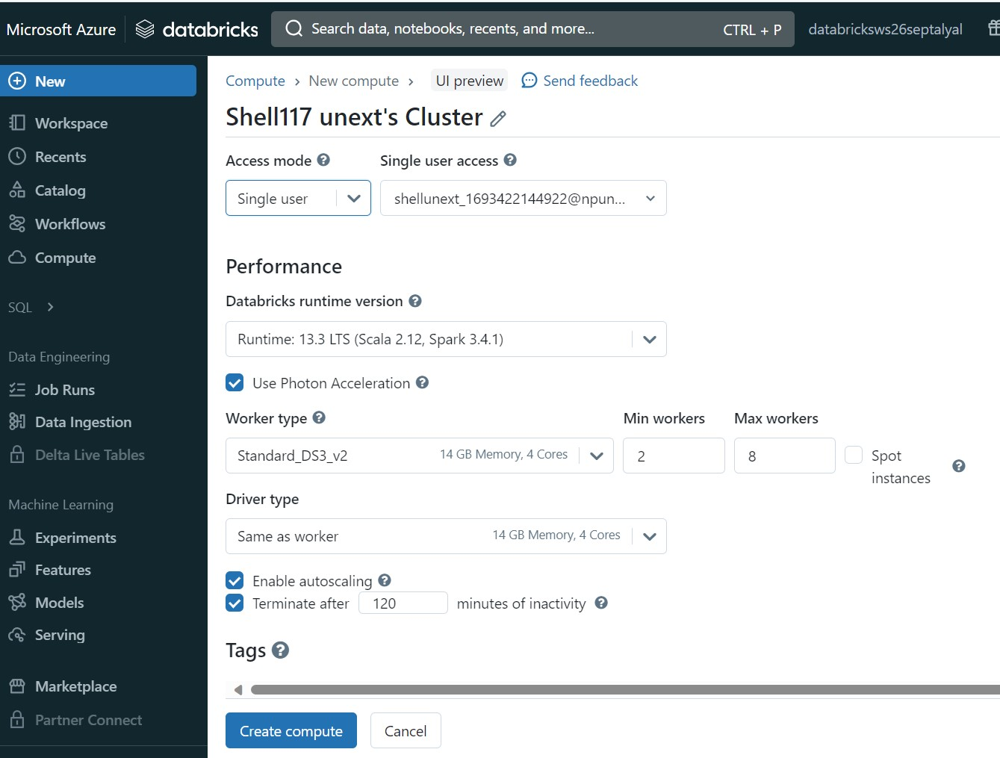 Microsoft Azure databricks Search data, notebooks, recents, and more... CTRL + P databricksws26septalyal
New
Workspace
Recents
Catalog
Workflows
Compute
SQL
Data Engineering
Job Runs
Data Ingestion
Delta Live Tables
Machine Learning
Experiments
Features
Models
Serving
Marketplace
Partner Connect
Compute › New compute › UI preview Send feedback
Shell117 unext's Cluster
Access mode ? Single user access ?
Single user shellunext_1693422144922@npun...
Performance
Databricks runtime version ?
Runtime: 13.3 LTS (Scala 2.12, Spark 3.4.1)
Use Photon Acceleration ?
Worker type ? Min workers Max workers
Standard_DS3_v2 14 GB Memory, 4 Cores 2 8 Spot
instances ?
Driver type
Same as worker 14 GB Memory, 4 Cores
Enable autoscaling ?
Terminate after 120 minutes of inactivity ?
Tags ?
Create compute Cancel